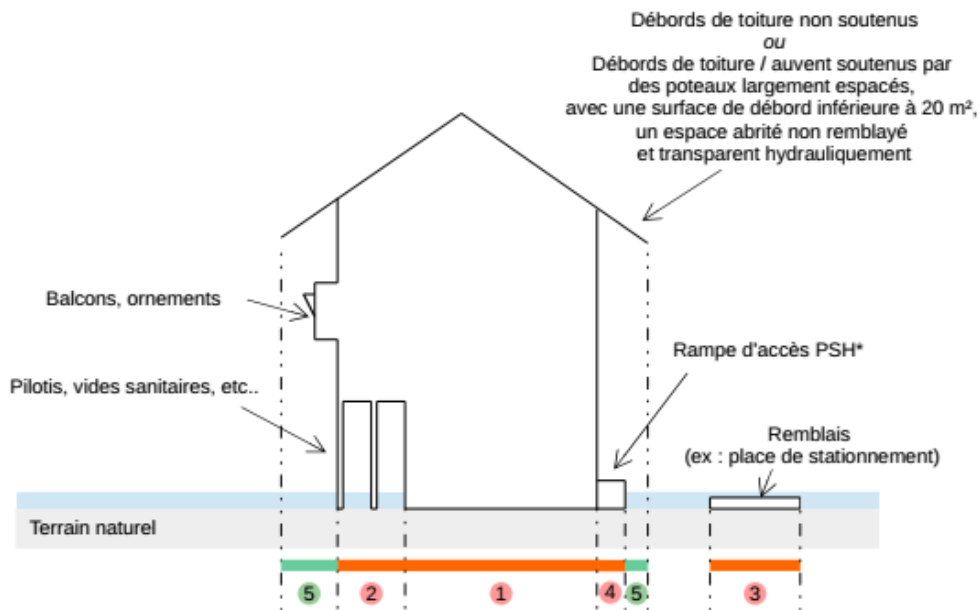 Débords de toiture non soutenus
ou
Débords de toiture / auvent soutenus par
des poteaux largement espacés,
avec une surface de débord inférieure à 20 m²,
un espace abrité non remblayé
et transparent hydrauliquement
Balcons, ornements
Rampe d'accès PSH*
Pilotis, vides sanitaires, etc..
Remblais
(ex : place de stationnement)
Terrain naturel
5 2 1 4 5 3